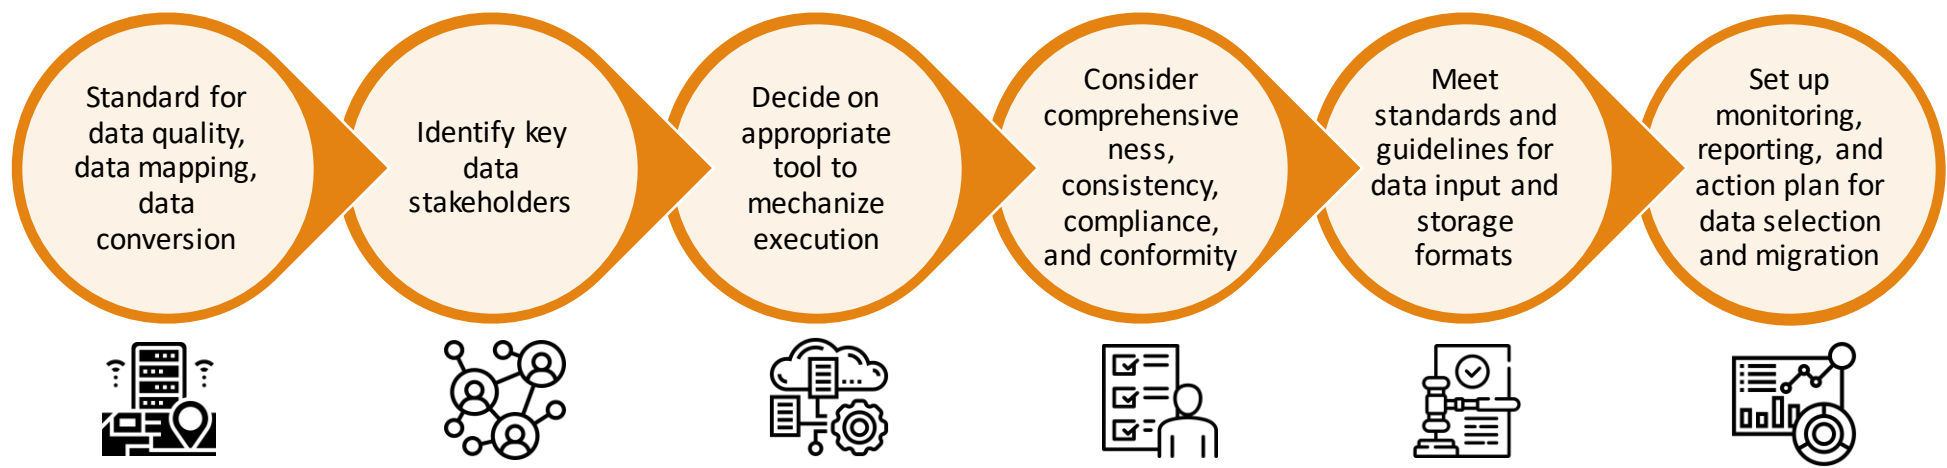 Standard for
data quality,
data mapping,
data
conversion
Identify key
data
stakeholders
Decide on
appropriate
tool to
mechanize
execution
Consider
comprehensive
ness,
consistency,
compliance,
and conformity
Meet
standards and
guidelines for
data input and
storage
formats
Set up
monitoring,
reporting, and
action plan for
data selection
and migration